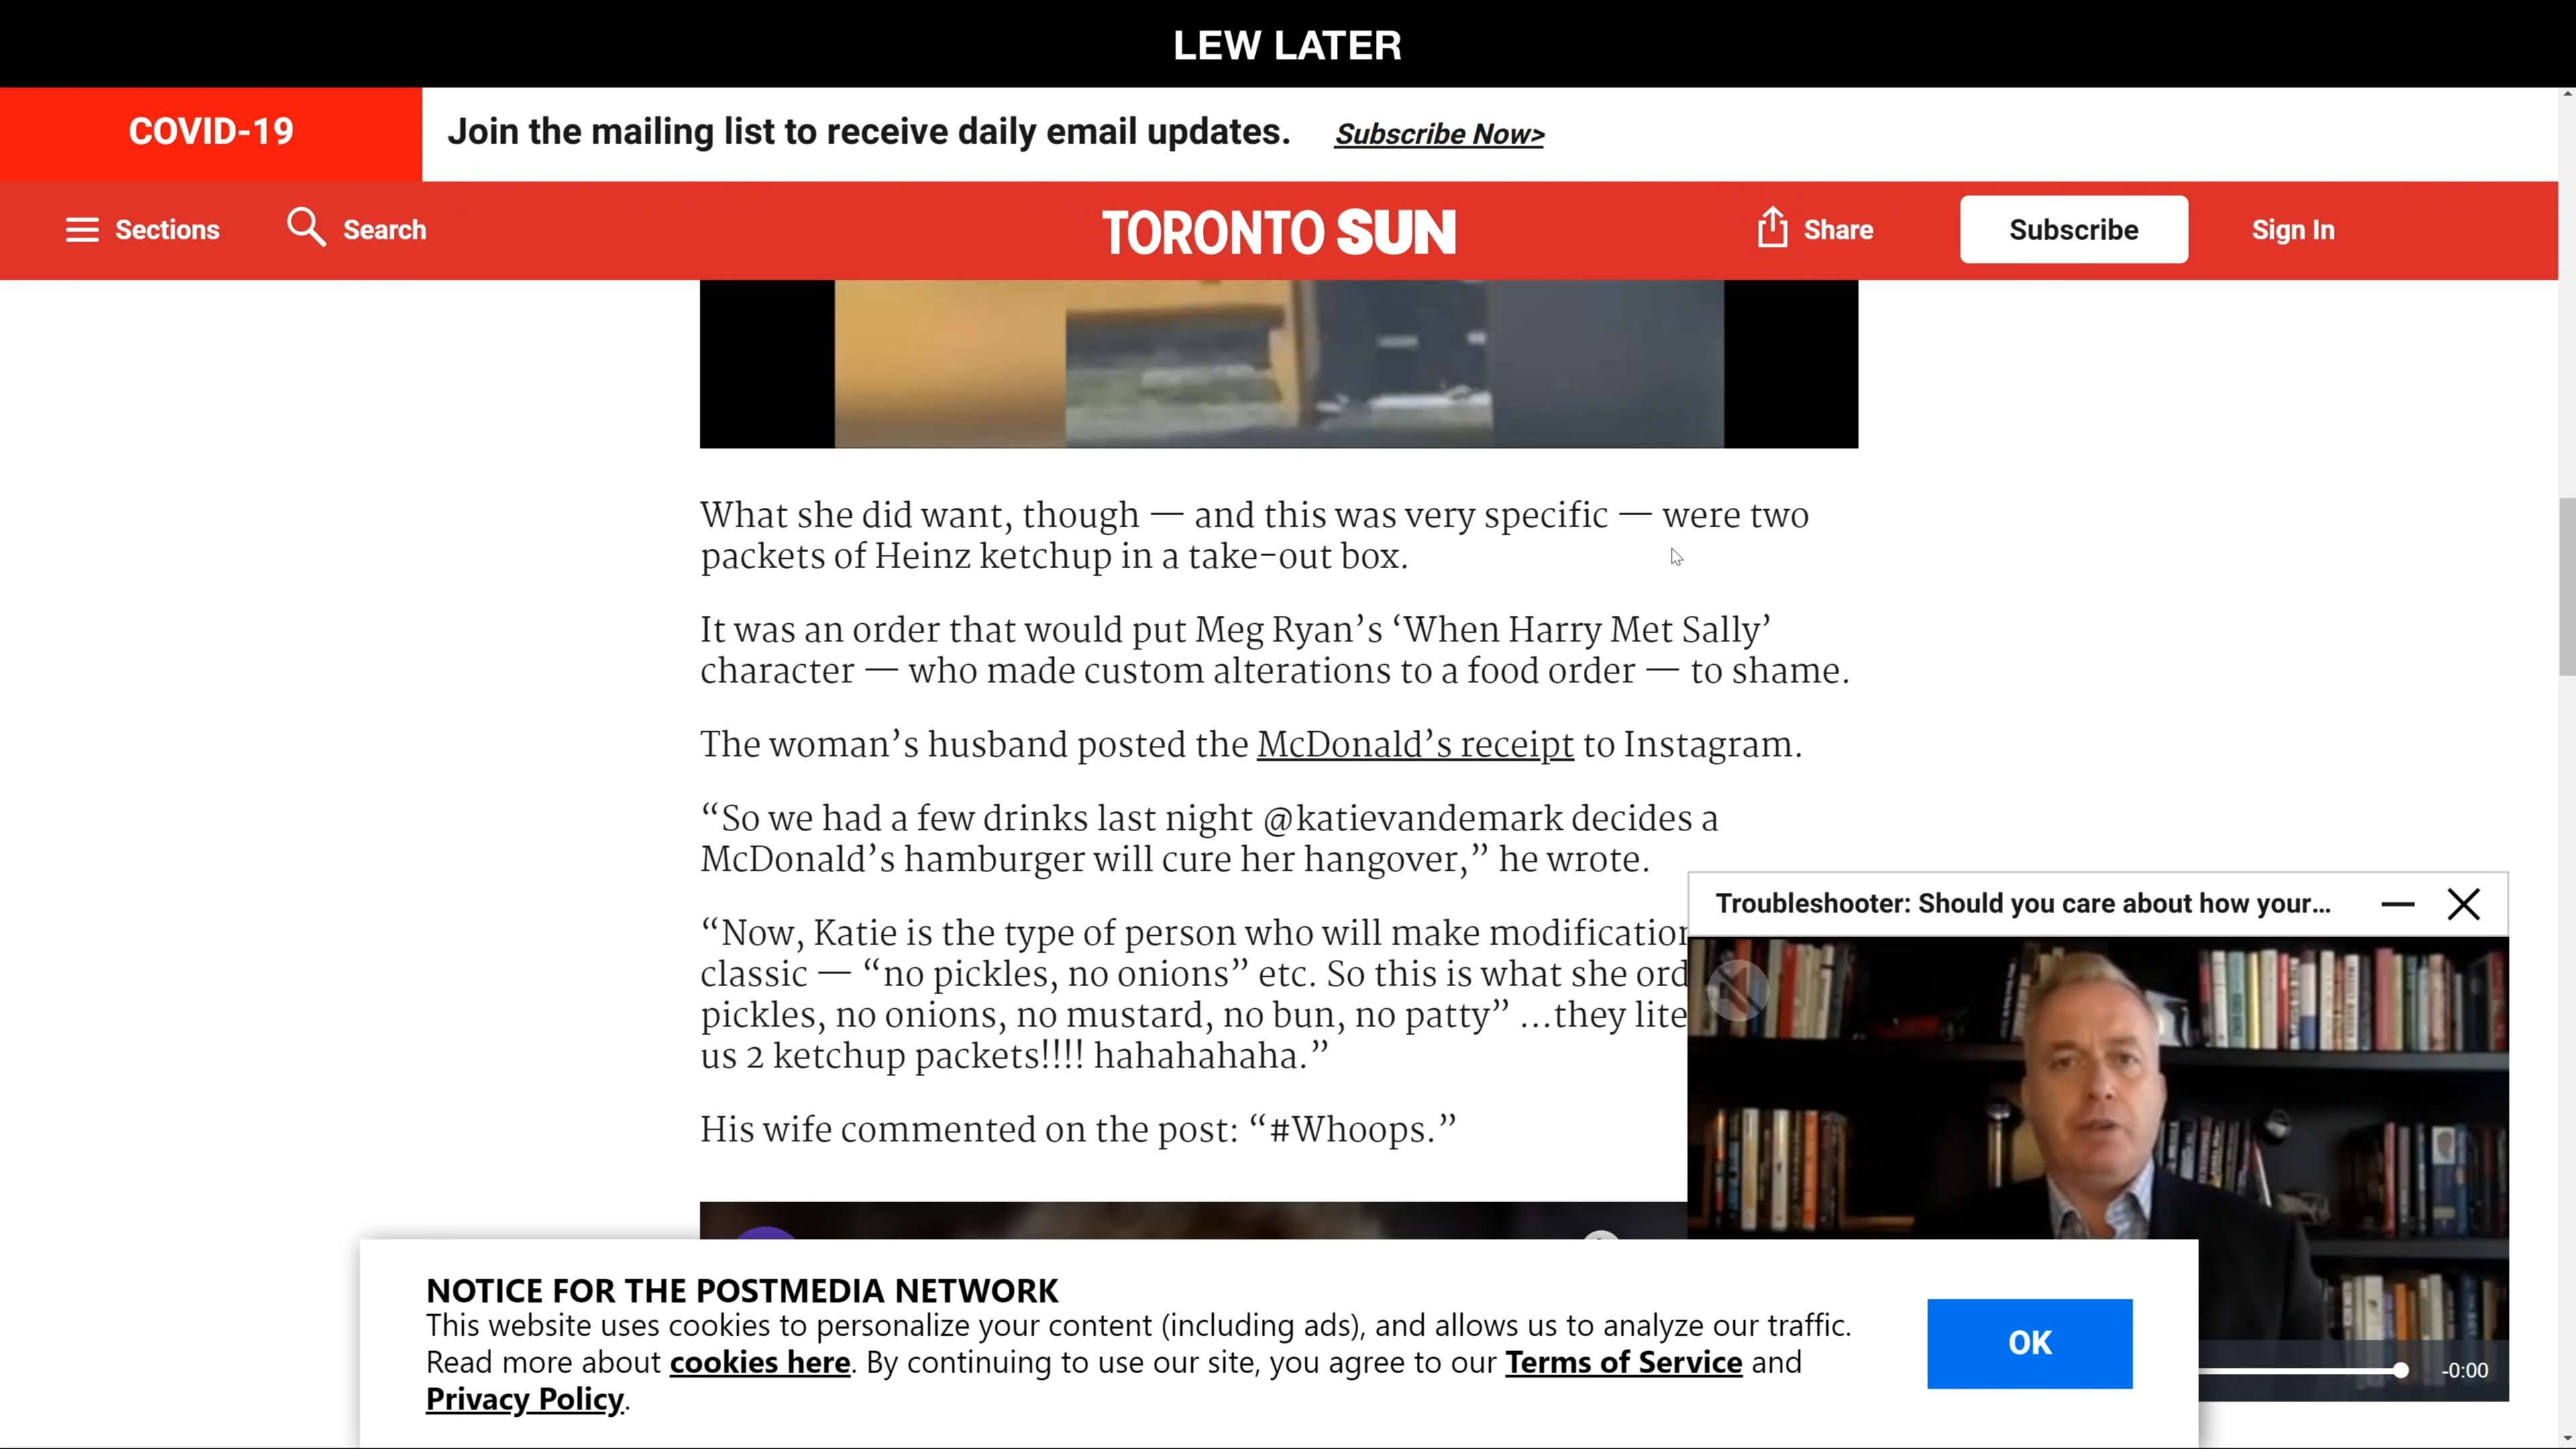 LEW LATER
COVID-19
Join the mailing list to receive daily email updates. Subscribe Now>
Sections Search TORONTO SUN Share Subscribe Sign In
What she did want, though — and this was very specific — were two
packets of Heinz ketchup in a take-out box.
It was an order that would put Meg Ryan’s ‘When Harry Met Sally’
character — who made custom alterations to a food order — to shame.
The woman’s husband posted the McDonald’s receipt to Instagram.
“So we had a few drinks last night @katievandemark decides a
McDonald’s hamburger will cure her hangover,” he wrote.
“Now, Katie is the type of person who will make
classic — “no pickles, no onions” etc. So this is what she
pickles, no onions, no mustard, no bun, no patty” ...they
us 2 ketchup packets!!!! hahahahaha.”
His wife commented on the post: “#Whoops.”
Troubleshooter: Should you care about how your...
-0:00
NOTICE FOR THE POSTMEDIA NETWORK
This website uses cookies to personalize your content (including ads), and allows us to analyze our traffic.
Read more about cookies here. By continuing to use our site, you agree to our Terms of Service and
Privacy Policy.
OK